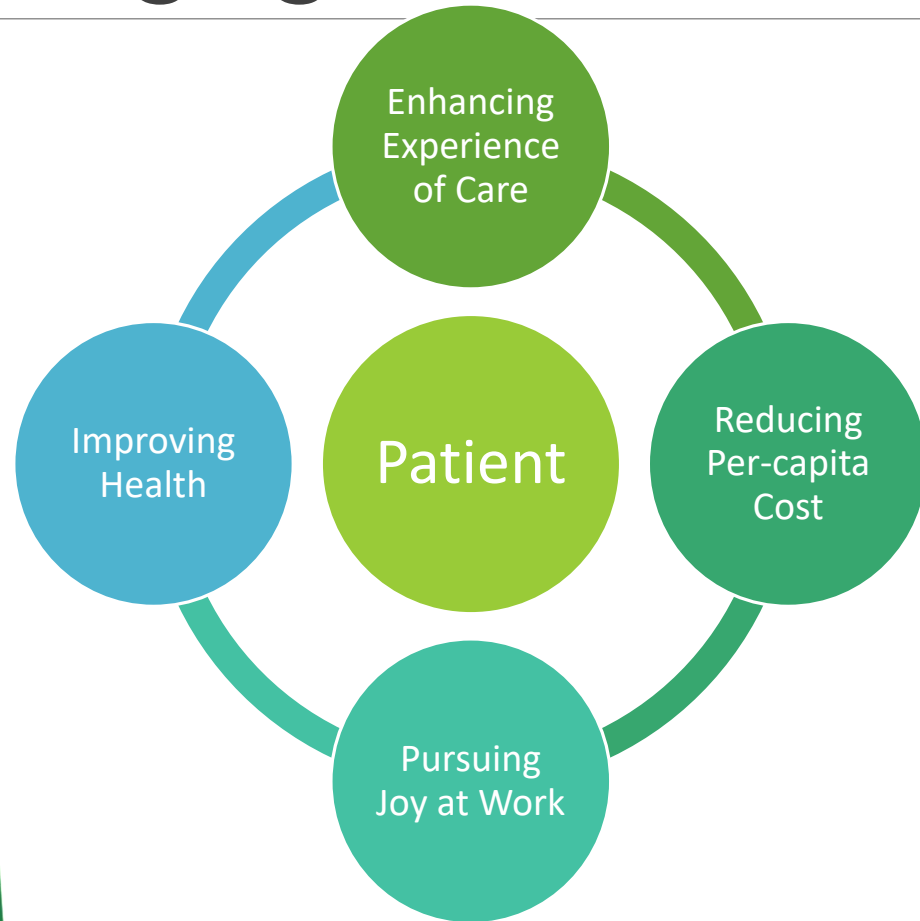 Enhancing
Experience
of Care
Improving
Health
Patient
Reducing
Per-capita
Cost
Pursuing
Joy at Work